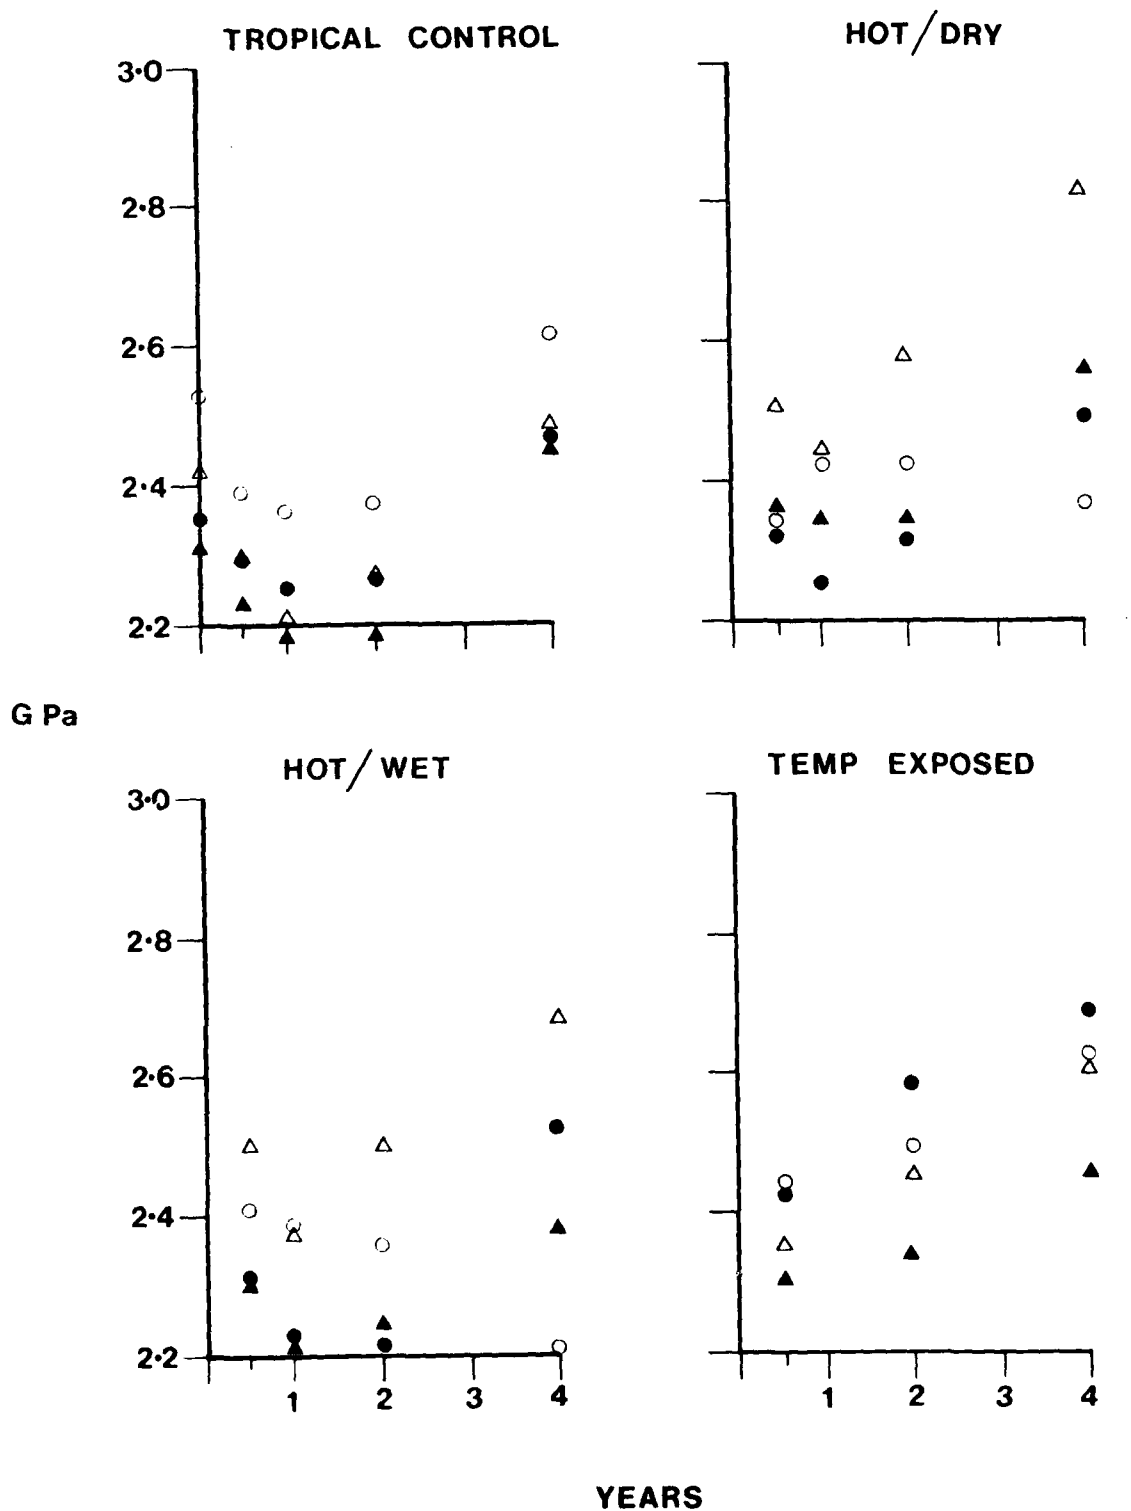 TROPICAL CONTROL
HOT/DRY
3·0
2·8
2·6
2·4
2·2
G Pa
HOT/WET
TEMP EXPOSED
3·0
2·8
2·6
2·4
2·2
1 2 3 4
1 2 3 4
YEARS